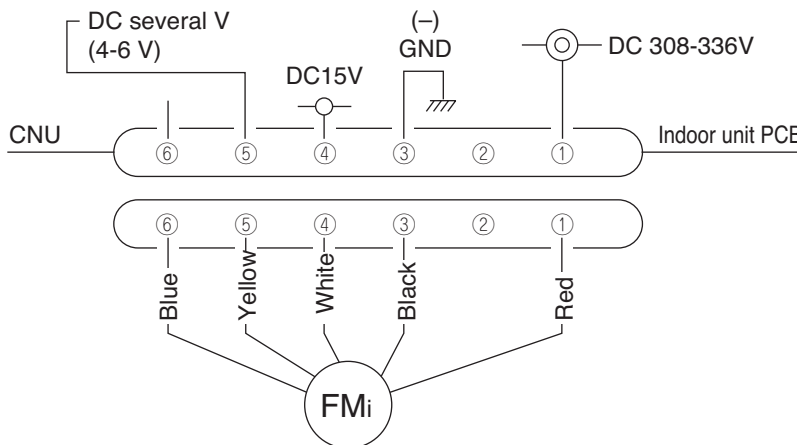 DC several V
(4-6 V)
(–)
GND
DC 308-336V
DC15V
CNU
Indoor unit PCB
⑥ ⑤ ④ ③ ② ①
⑥ ⑤ ④ ③ ② ①
Blue
Yellow
White
Black
Red
FMi